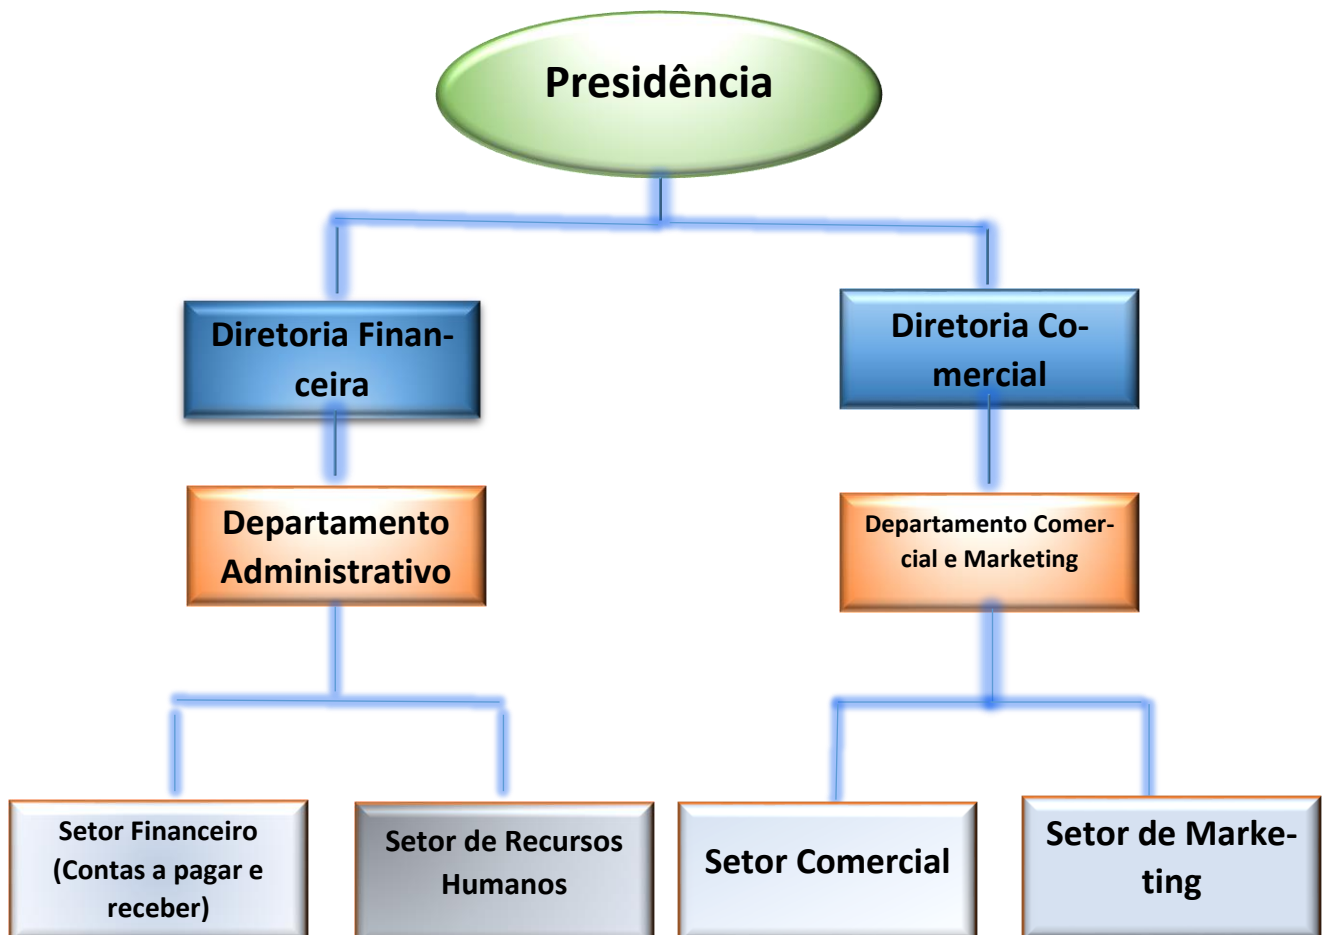 Presidência
Diretoria Finan-
ceira
Diretoria Co-
mercial
Departamento
Administrativo
Departamento Comer-
cial e Marketing
Setor Financeiro
(Contas a pagar e
receber)
Setor de Recursos
Humanos
Setor Comercial
Setor de Marke-
ting